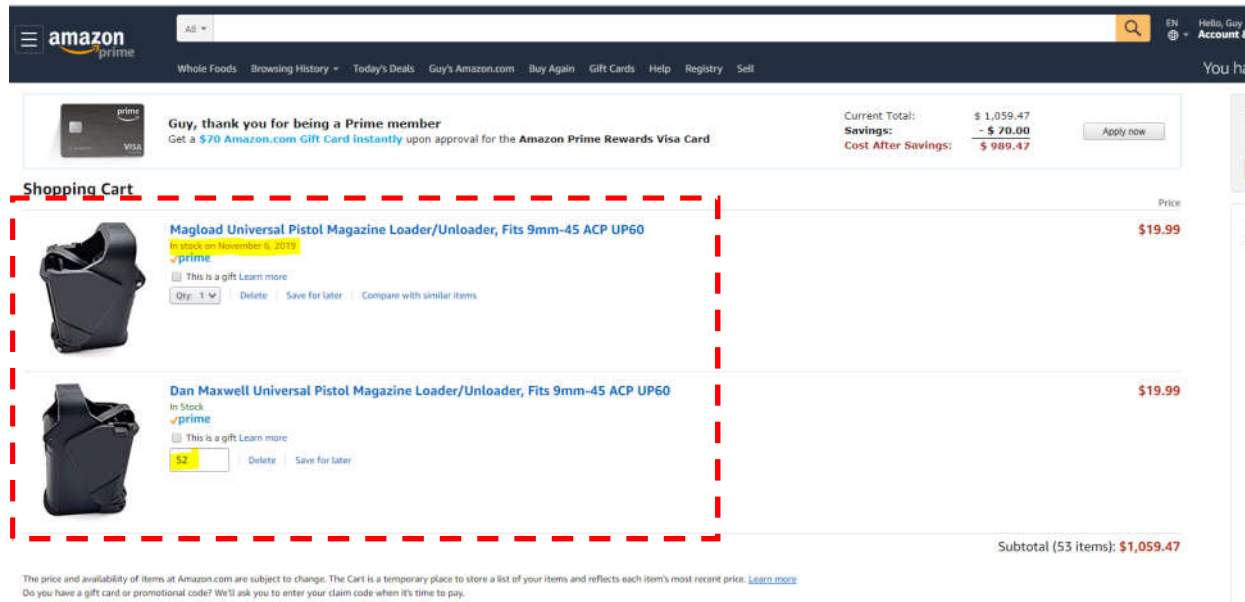 amazon
prime
All
EN
Hello, Guy
Account &
Whole Foods Browsing History Today's Deals Guy's Amazon.com Buy Again Gift Cards Help Registry Sell
You ha
prime
VISA
Guy, thank you for being a Prime member
Get a $70 Amazon.com Gift Card instantly upon approval for the Amazon Prime Rewards Visa Card
Current Total: $ 1,059.47
Savings: - $ 70.00
Cost After Savings: $ 989.47
Apply now
Shopping Cart
Price
Magload Universal Pistol Magazine Loader/Unloader, Fits 9mm-45 ACP UP60 $19.99
In stock on November 6, 2019
prime
This is a gift Learn more
Qty: 1 Delete Save for later Compare with similar items
Dan Maxwell Universal Pistol Magazine Loader/Unloader, Fits 9mm-45 ACP UP60 $19.99
In Stock
prime
This is a gift Learn more
52 Delete Save for later
Subtotal (53 items): $1,059.47
The price and availability of items at Amazon.com are subject to change. The Cart is a temporary place to store a list of your items and reflects each item's most recent price. Learn more
Do you have a gift card or promotional code? We'll ask you to enter your claim code when it's time to pay.